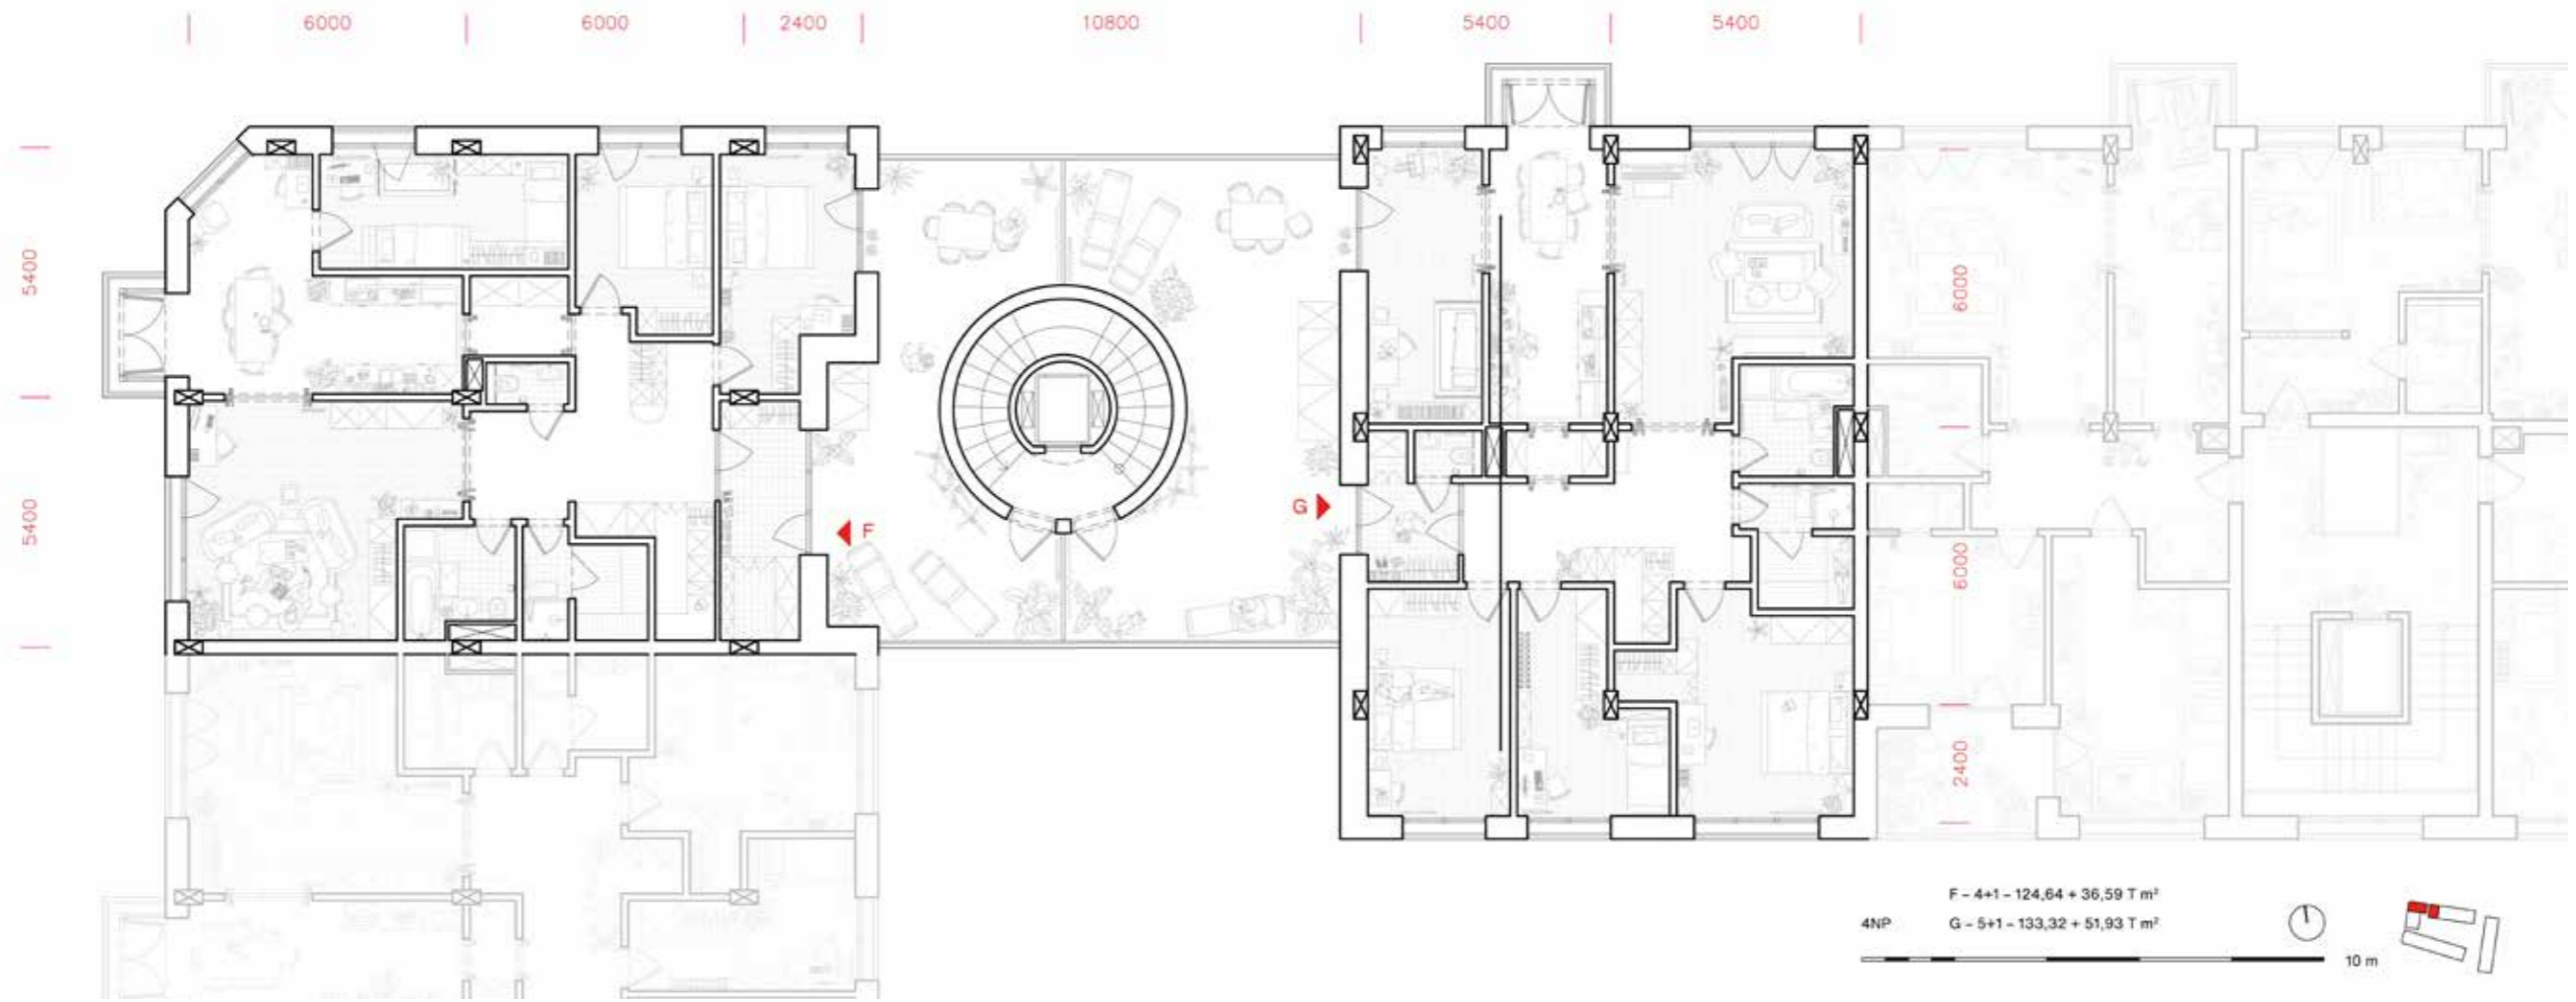 6000 6000 2400 10800 5400 5400
5400
6000
G
F
5400
6000
2400
F – 4+1 – 124,64 + 36,59 T m²
4NP G – 5+1 – 133,32 + 51,93 T m²
10 m